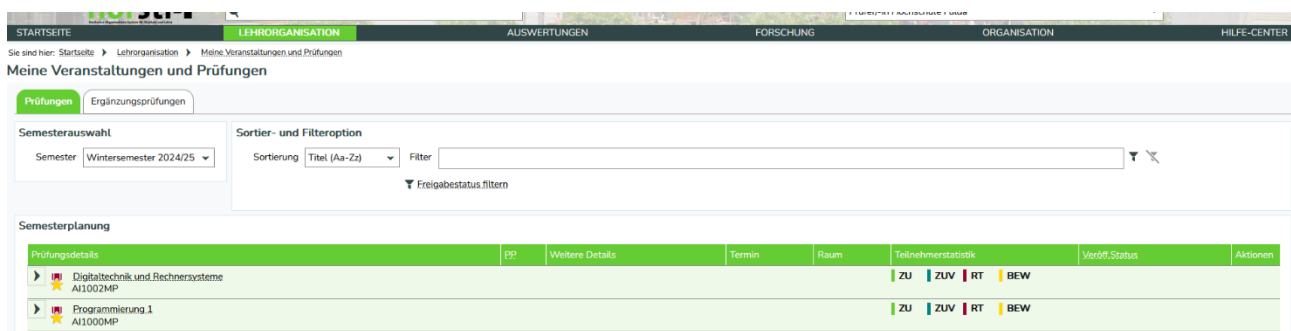 STARTSEITE LEHRORGANISATION AUSWERTUNGEN FORSCHUNG ORGANISATION HILFE-CENTER
Sie sind hier: Startseite Lehrorganisation Meine Veranstaltungen und Prüfungen
Meine Veranstaltungen und Prüfungen
Prüfungen Ergänzungsprüfungen
Semesterauswahl Sortier- und Filteroption
Semester Wintersemester 2024/25 Sortierung Titel (Aa-Zz) Filter
Freigabestatus filtern
Semesterplanung
Prüfungsdetails PP Weitere Details Termin Raum Teilnehmerstatistik Veröff.Status Aktionen
Digitaltechnik und Rechnersysteme ZU ZUV RT BEW
AI1002MP
Programmierung 1 ZU ZUV RT BEW
AI1000MP